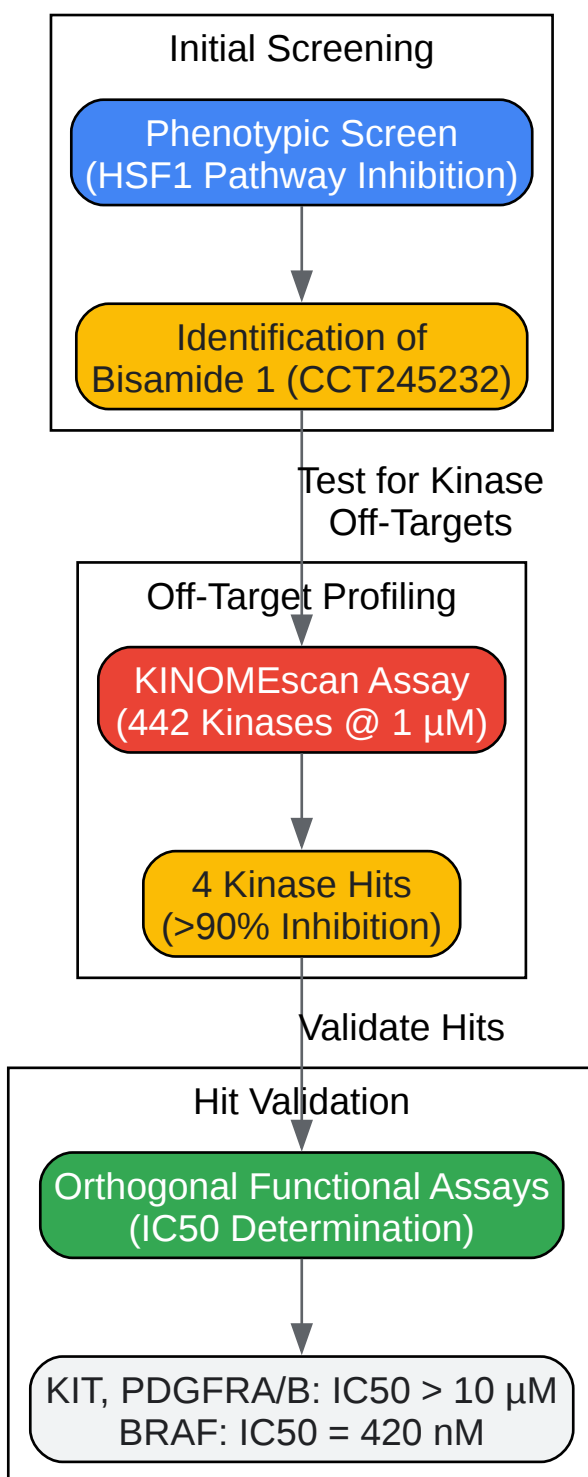 Initial Screening
Phenotypic Screen
(HSF1 Pathway Inhibition)
Identification of
Bisamide 1 (CCT245232)
Test for Kinase
Off-Targets
Off-Target Profiling
KINOMEscan Assay
(442 Kinases @ 1 µM)
4 Kinase Hits
(>90% Inhibition)
Validate Hits
Hit Validation
Orthogonal Functional Assays
(IC50 Determination)
KIT, PDGFRA/B: IC50 > 10 µM
BRAF: IC50 = 420 nM